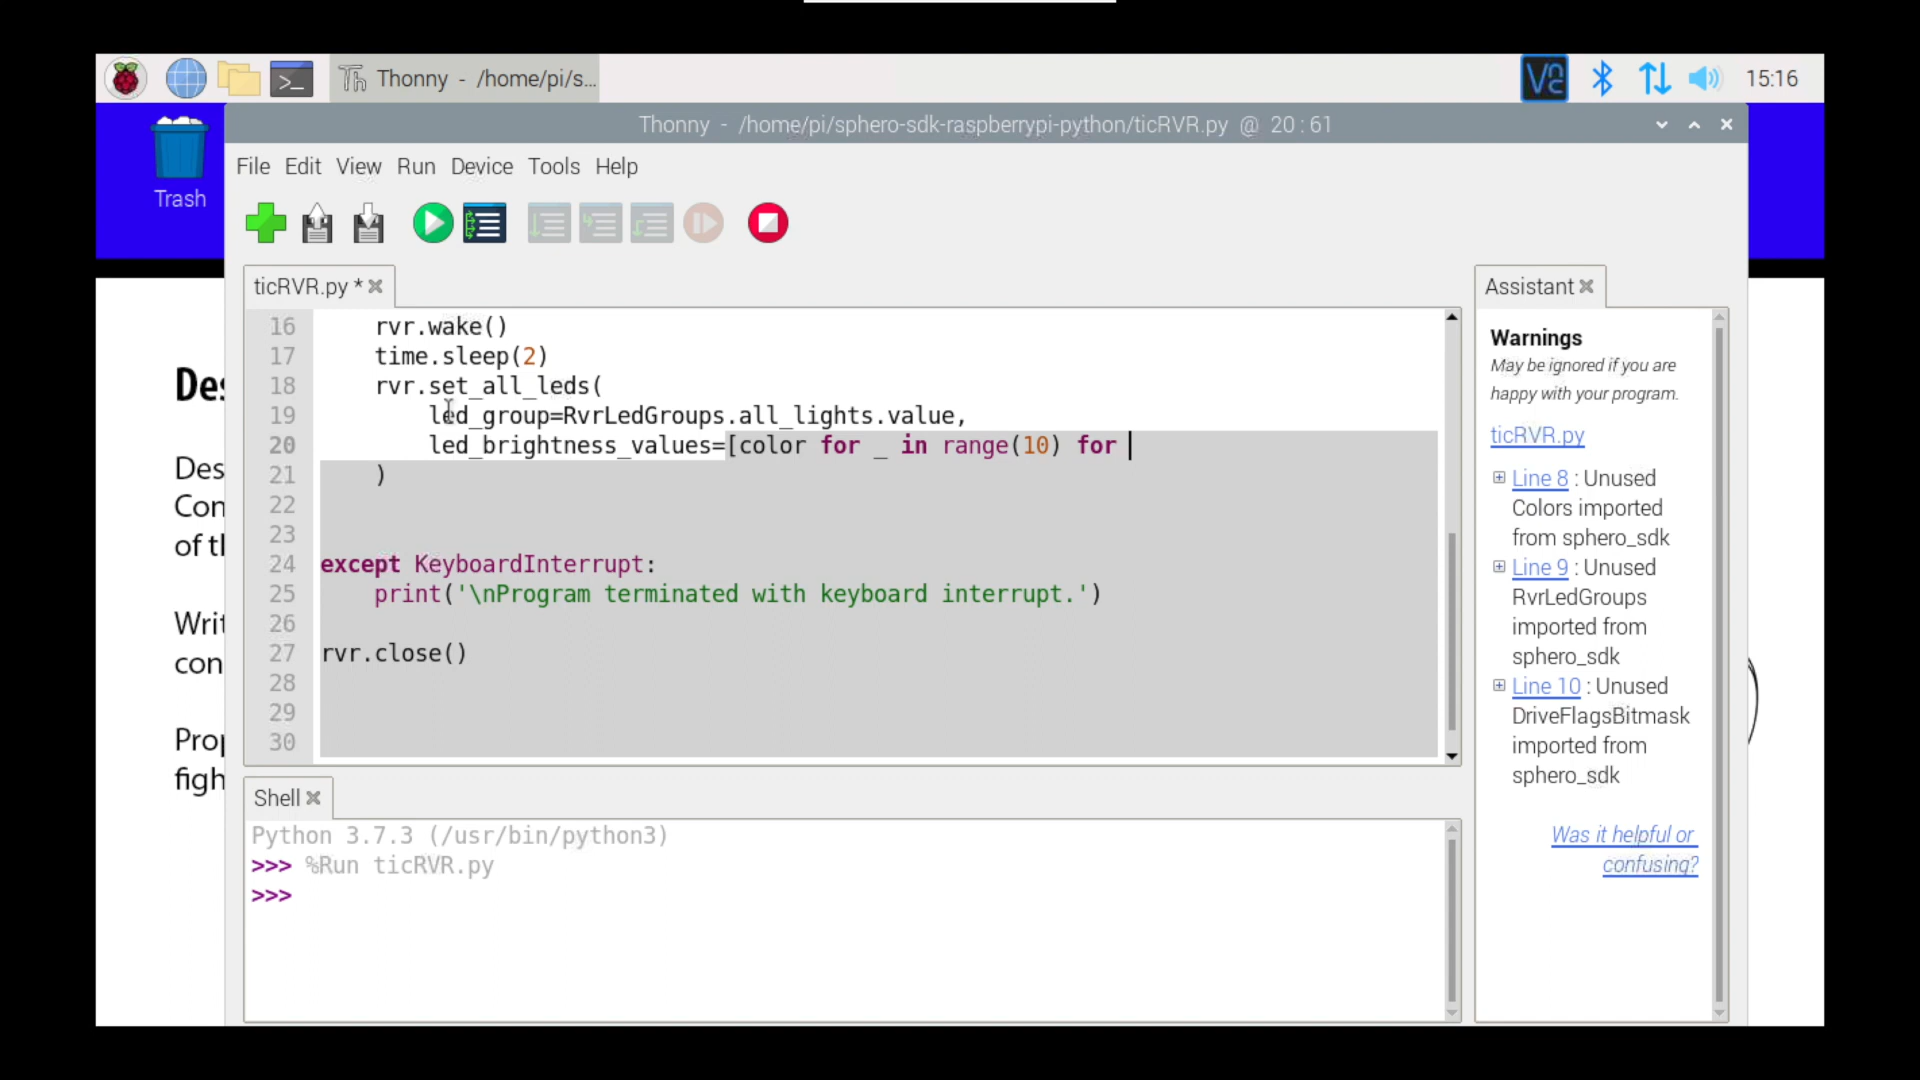 Thonny - /home/pi/s...
15:16
Trash
Thonny - /home/pi/sphero-sdk-raspberrypi-python/ticRVR.py @ 20:61
File Edit View Run Device Tools Help
ticRVR.py *
16 rvr.wake()
17 time.sleep(2)
18 rvr.set_all_leds(
19 led_group=RvrLedGroups.all_lights.value,
20 led_brightness_values=[color for _ in range(10) for
21 )
22
23
24 except KeyboardInterrupt:
25 print('\nProgram terminated with keyboard interrupt.')
26
27 rvr.close()
28
29
30
Shell
Python 3.7.3 (/usr/bin/python3)
>>> %Run ticRVR.py
>>>
Assistant
Warnings
May be ignored if you are
happy with your program.
ticRVR.py
Line 8 : Unused
Colors imported
from sphero_sdk
Line 9 : Unused
RvrLedGroups
imported from
sphero_sdk
Line 10 : Unused
DriveFlagsBitmask
imported from
sphero_sdk
Was it helpful or
confusing?
Des
Des
Con
of tl
Writ
con
Prop
figh